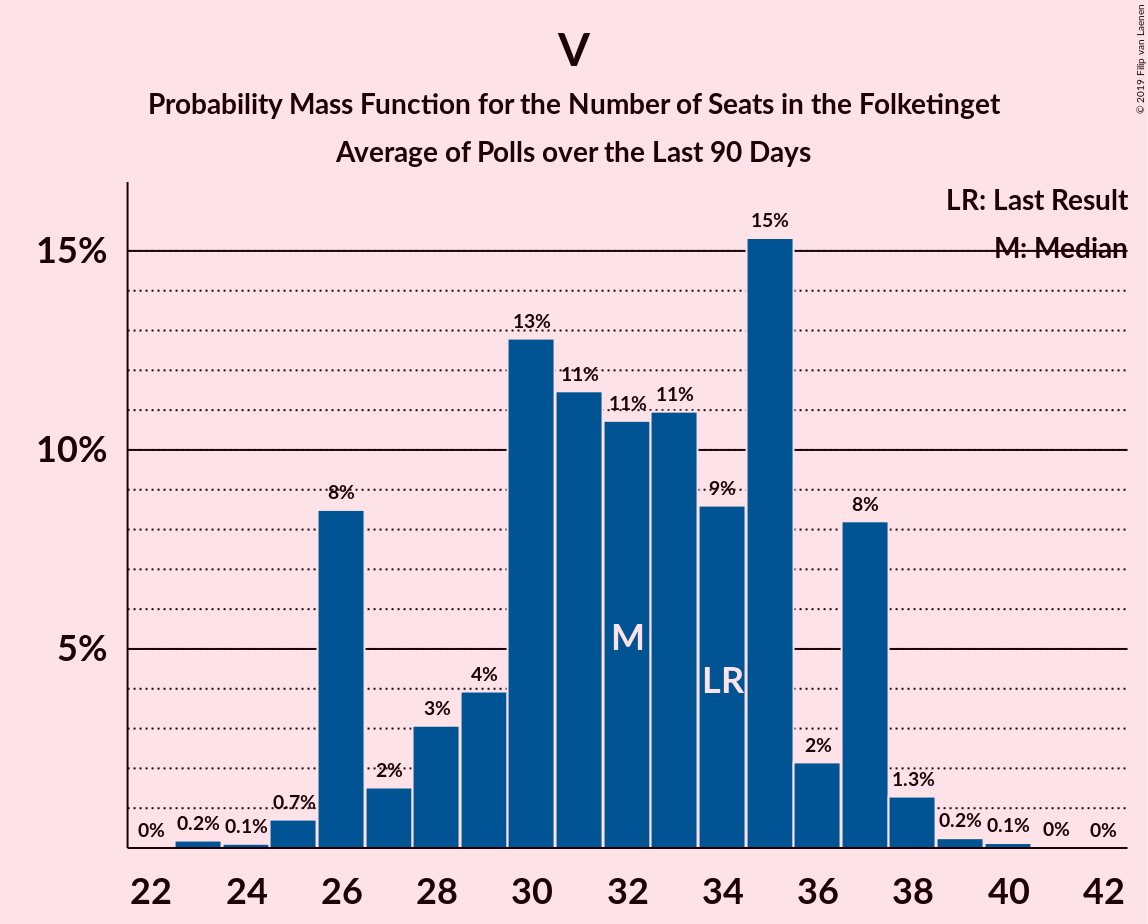 V
Probability Mass Function for the Number of Seats in the Folketinget
Average of Polls over the Last 90 Days
© 2019 Filip van Laenen
LR: Last Result
M: Median
15%
10%
5%
0%
0.2%
0.1%
0.7%
8%
2%
3%
4%
13%
11%
11%
11%
9%
15%
2%
8%
1.3%
0.2%
0.1%
0%
0%
M
LR
22 24 26 28 30 32 34 36 38 40 42